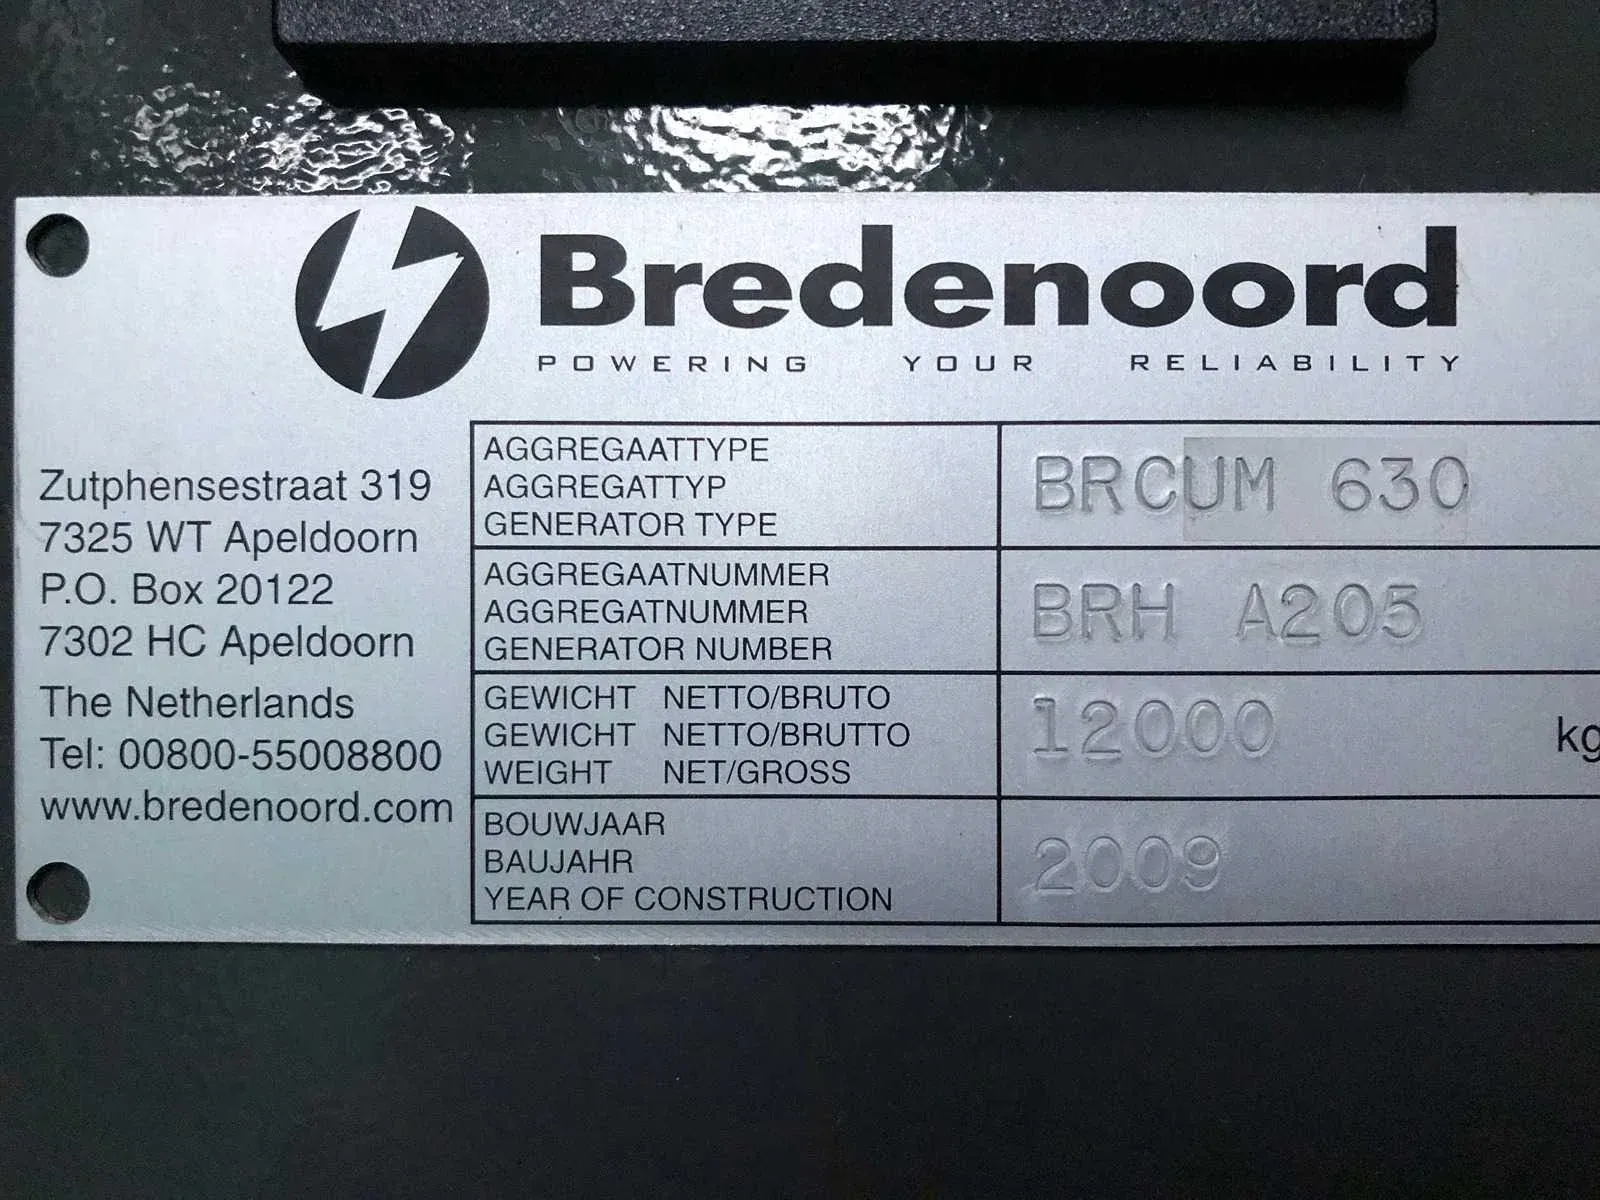 Bredenoord
POWERING YOUR RELIABILITY
Zutphensestraat 319
7325 WT Apeldoorn
P.O. Box 20122
7302 HC Apeldoorn
The Netherlands
Tel: 00800-55008800
www.bredenoord.com
AGGREGAATTYPE
AGGREGATTYP
GENERATOR TYPE
BRCUM 630
AGGREGAATNUMMER
AGGREGATNUMMER
GENERATOR NUMBER
BRH A205
GEWICHT NETTO/BRUTO
GEWICHT NETTO/BRUTTO
WEIGHT NET/GROSS
12000 kg
BOUWJAAR
BAUJAHR
YEAR OF CONSTRUCTION
2009